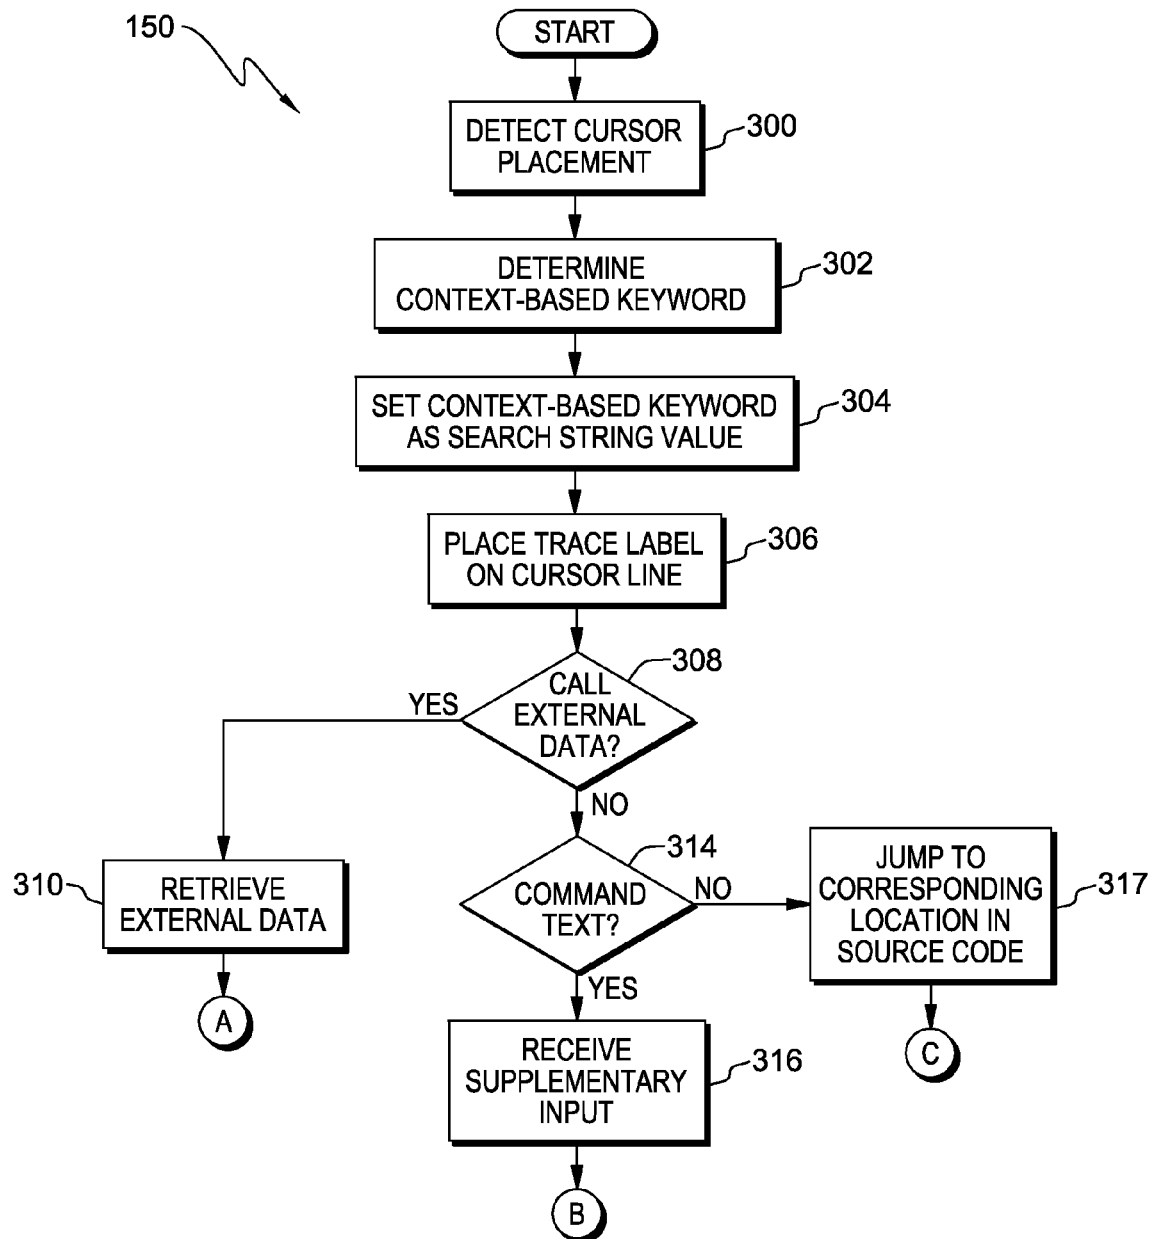 150
START
DETECT CURSOR
PLACEMENT
300
DETERMINE
CONTEXT-BASED KEYWORD
302
SET CONTEXT-BASED KEYWORD
AS SEARCH STRING VALUE
304
PLACE TRACE LABEL
ON CURSOR LINE
306
CALL
EXTERNAL
DATA?
308
YES
NO
310
RETRIEVE
EXTERNAL DATA
A
COMMAND
TEXT?
314
NO
YES
JUMP TO
CORRESPONDING
LOCATION IN
SOURCE CODE
317
C
RECEIVE
SUPPLEMENTARY
INPUT
316
B